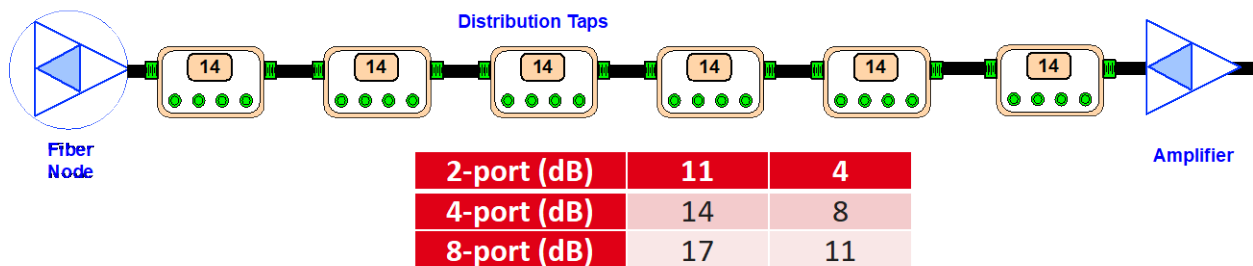 Distribution Taps
14 14 14 14 14 14
Fiber
Node
Amplifier
2-port (dB) 11 4
4-port (dB) 14 8
8-port (dB) 17 11